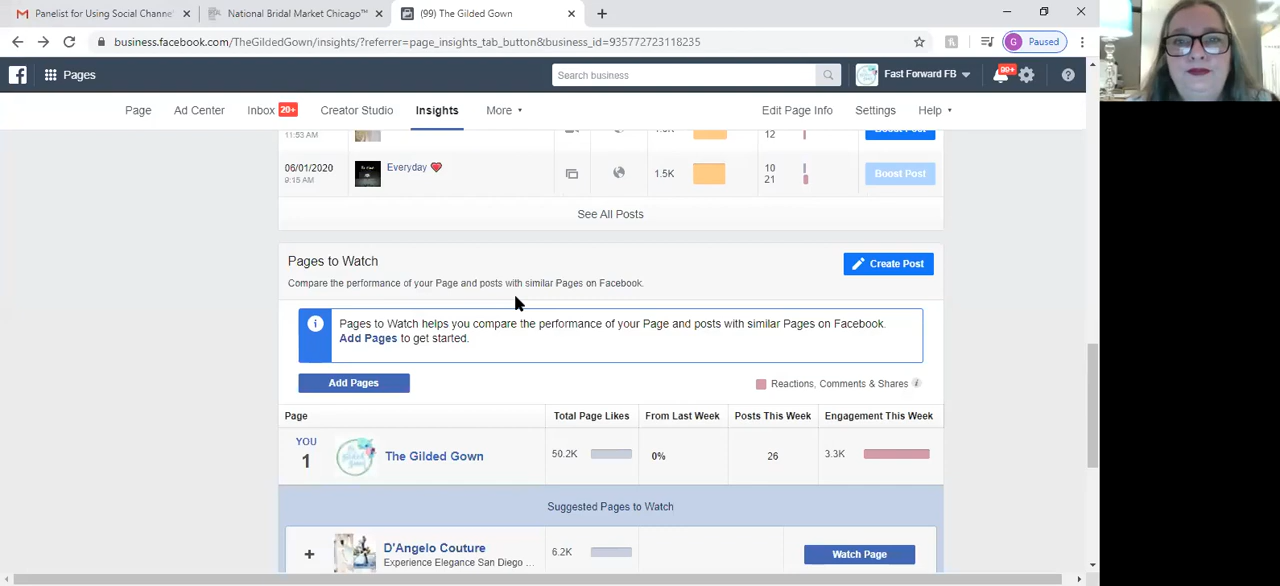 Panelist for Using Social Channe
National Bridal Market Chicago™
(99) The Gilded Gown
business.facebook.com/TheGildedGown/insights/?referrer=page_insights_tab_button&business_id=935772723118235
G Paused
Pages
Search business
Fast Forward FB
99+
Page
Ad Center
Inbox 20+
Creator Studio
Insights
More
Edit Page Info
Settings
Help
11:53 AM
12
06/01/2020
9:15 AM
Everyday
1.5K
10
21
Boost Post
See All Posts
Pages to Watch
Create Post
Compare the performance of your Page and posts with similar Pages on Facebook.
Pages to Watch helps you compare the performance of your Page and posts with similar Pages on Facebook.
Add Pages to get started.
Add Pages
Reactions, Comments & Shares
Page
Total Page Likes
From Last Week
Posts This Week
Engagement This Week
YOU
1
The Gilded Gown
50.2K
0%
26
3.3K
Suggested Pages to Watch
D'Angelo Couture
Experience Elegance San Diego ...
6.2K
Watch Page